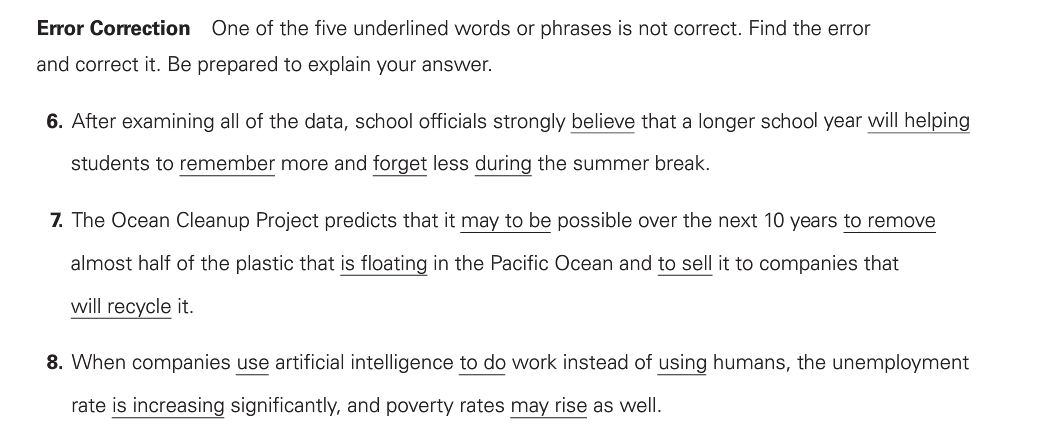 Error Correction One of the five underlined words or phrases is not correct. Find the error
and correct it. Be prepared to explain your answer.
6. After examining all of the data, school officials strongly believe that a longer school year will helping
students to remember more and forget less during the summer break.
7. The Ocean Cleanup Project predicts that it may to be possible over the next 10 years to remove
almost half of the plastic that is floating in the Pacific Ocean and to sell it to companies that
will recycle it.
8. When companies use artificial intelligence to do work instead of using humans, the unemployment
rate is increasing significantly, and poverty rates may rise as well.